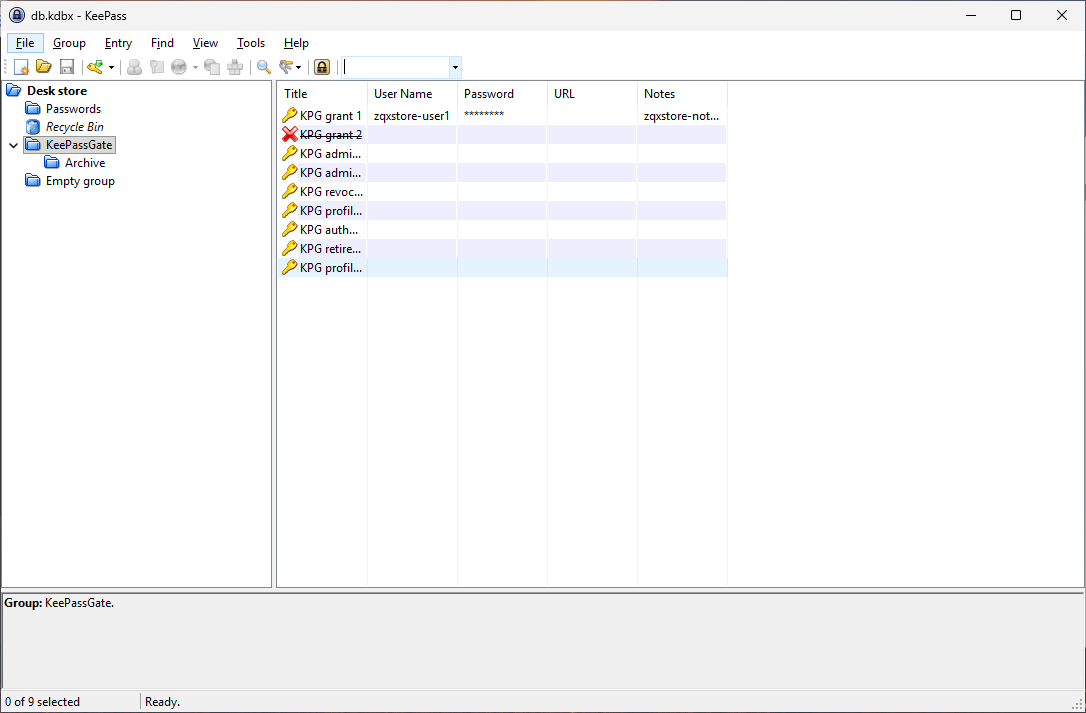 db.kdbx - KeePass
File Group Entry Find View Tools Help
Desk store
Passwords
Recycle Bin
KeePassGate
Archive
Empty group
Title User Name Password URL Notes
KPG grant 1 zqxstore-user1 ******** zqxstore-not...
KPG grant 2
KPG admi...
KPG admi...
KPG revoc...
KPG profil...
KPG auth...
KPG retire...
KPG profil...
Group: KeePassGate.
0 of 9 selected Ready.